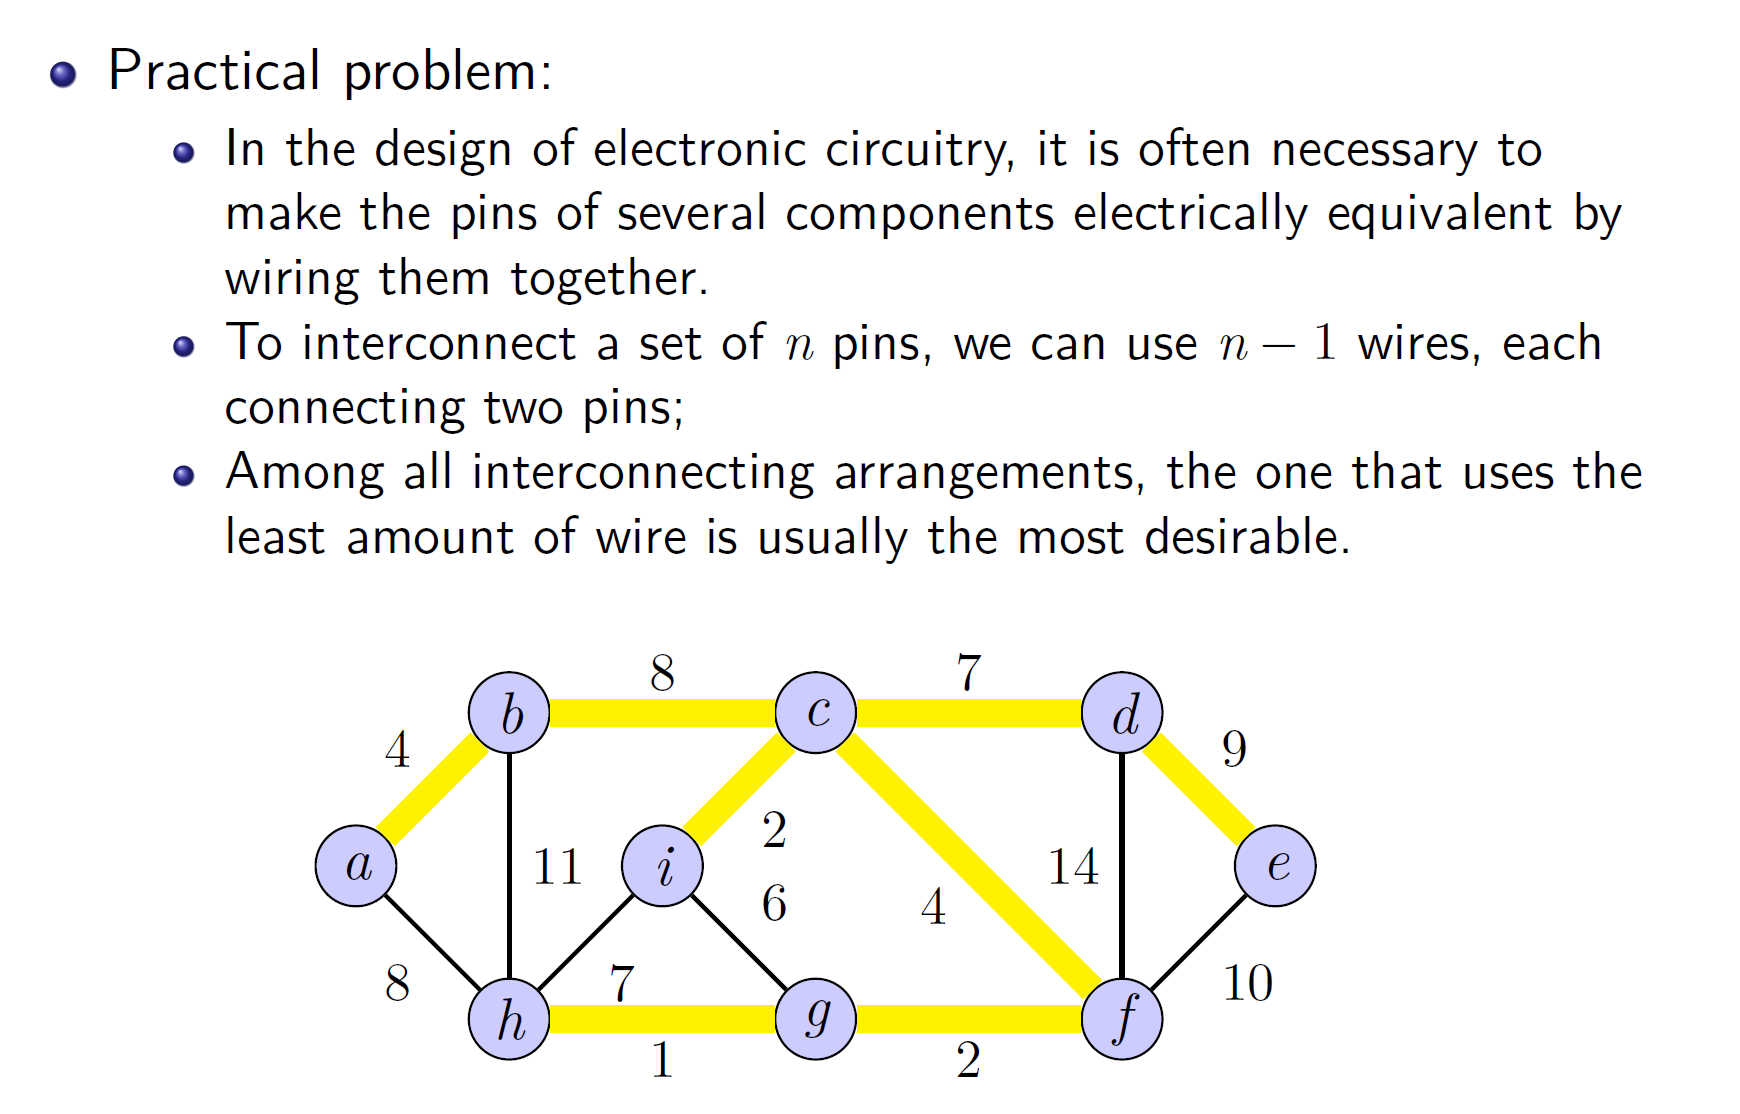 Practical problem:
In the design of electronic circuitry, it is often necessary to
make the pins of several components electrically equivalent by
wiring them together.
To interconnect a set of n pins, we can use n − 1 wires, each
connecting two pins;
Among all interconnecting arrangements, the one that uses the
least amount of wire is usually the most desirable.
8 7
b c d
4 9
2
a 11 i 14 e
6 4
8 7 10
h g f
1 2